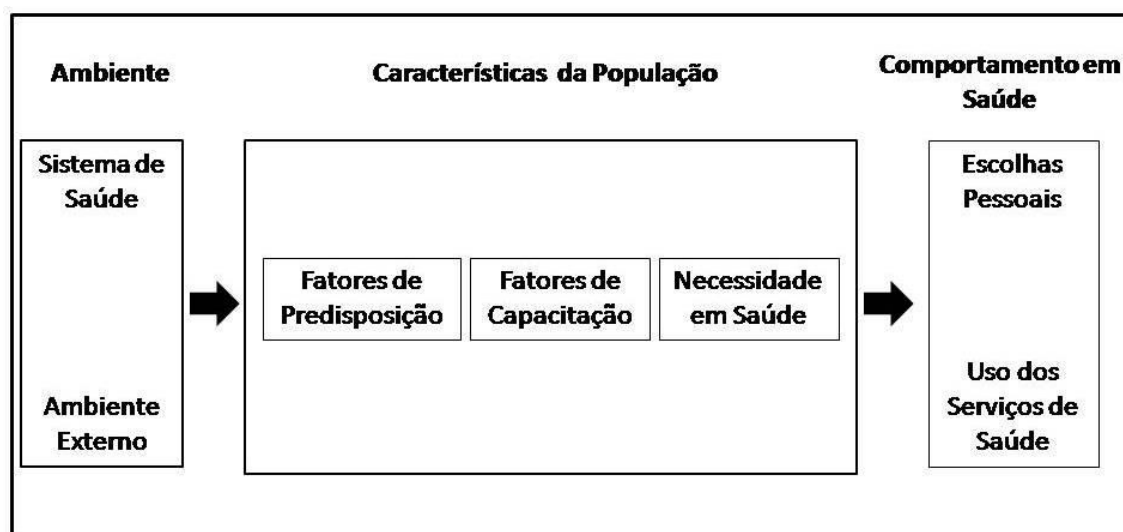 Ambiente
Características da População
Comportamento em
Saúde
Sistema de
Saúde
Ambiente
Externo
Fatores de
Predisposição
Fatores de
Capacitação
Necessidade
em Saúde
Escolhas
Pessoais
Uso dos
Serviços de
Saúde